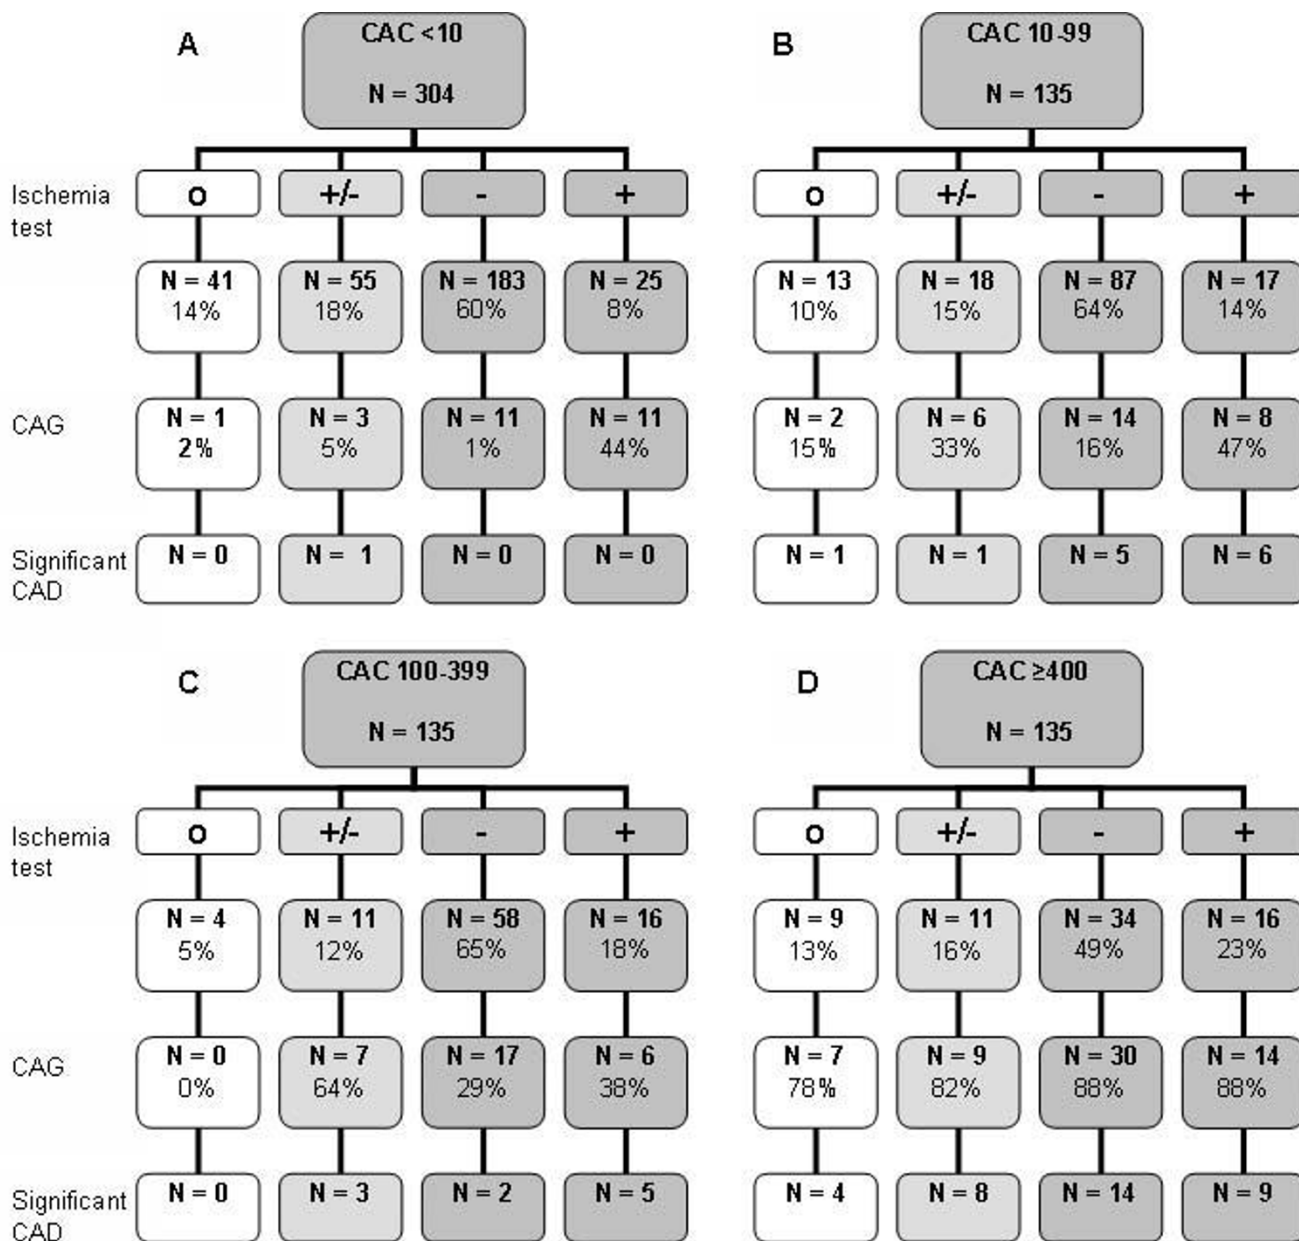 A
CAC <10
N = 304
B
CAC 10-99
N = 135
Ischemia
test
o
+/-
-
+
o
+/-
-
+
N = 41
14%
N = 55
18%
N = 183
60%
N = 25
8%
N = 13
10%
N = 18
15%
N = 87
64%
N = 17
14%
CAG
N = 1
2%
N = 3
5%
N = 11
1%
N = 11
44%
N = 2
15%
N = 6
33%
N = 14
16%
N = 8
47%
Significant
CAD
N = 0
N = 1
N = 0
N = 0
N = 1
N = 1
N = 5
N = 6
C
CAC 100-399
N = 135
D
CAC ≥400
N = 135
Ischemia
test
o
+/-
-
+
o
+/-
-
+
N = 4
5%
N = 11
12%
N = 58
65%
N = 16
18%
N = 9
13%
N = 11
16%
N = 34
49%
N = 16
23%
CAG
N = 0
0%
N = 7
64%
N = 17
29%
N = 6
38%
N = 7
78%
N = 9
82%
N = 30
88%
N = 14
88%
Significant
CAD
N = 0
N = 3
N = 2
N = 5
N = 4
N = 8
N = 14
N = 9